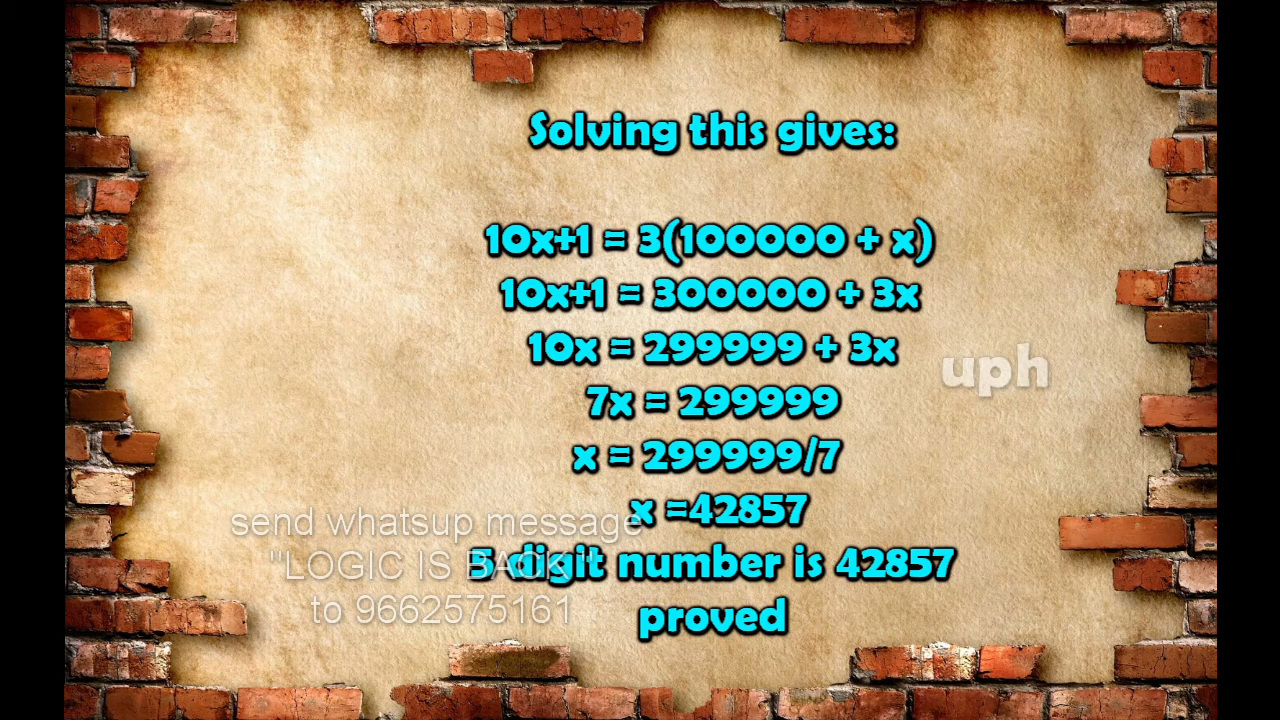 Solving this gives:
10x+1 = 3(100000 + x)
10x+1 = 300000 + 3x
10x = 299999 + 3x
uph
7x = 299999
x = 299999/7
x =42857
send whatsup message
5 digit number is 42857
"LOGIC IS BACK"
proved
to 9662575161